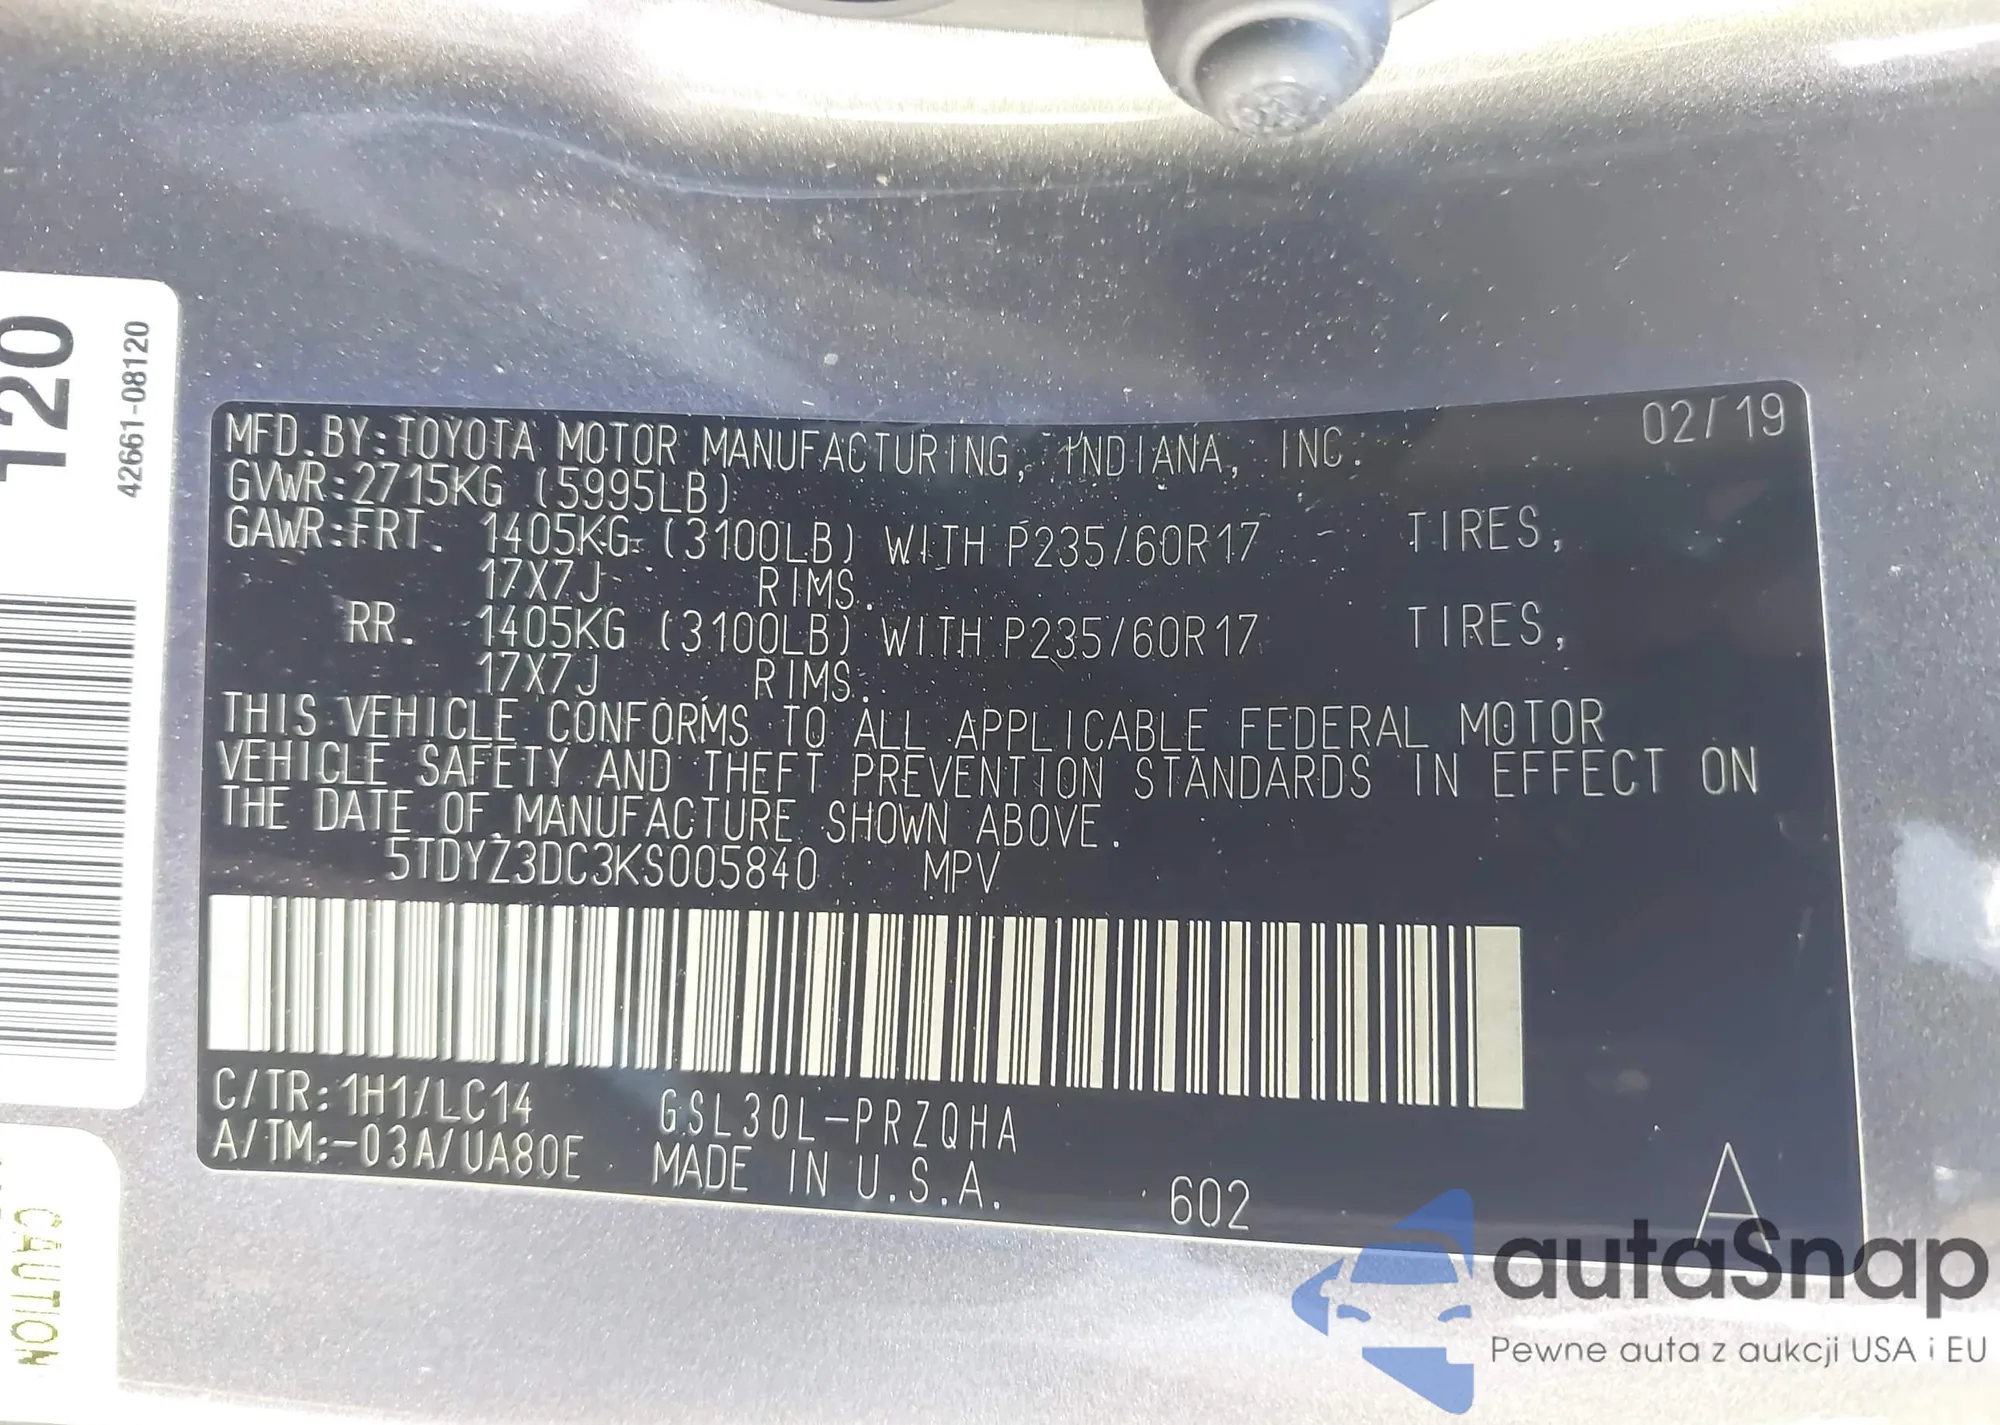 120
42661-08120
MFD. BY: TOYOTA MOTOR MANUFACTURING, INDIANA, INC. 02/19
GVWR: 2715KG (5995LB)
GAWR: FRT. 1405KG (3100LB) WITH P235/60R17 TIRES,
17X7J RIMS.
RR. 1405KG (3100LB) WITH P235/60R17 TIRES,
17X7J RIMS.
THIS VEHICLE CONFORMS TO ALL APPLICABLE FEDERAL MOTOR
VEHICLE SAFETY AND THEFT PREVENTION STANDARDS IN EFFECT ON
THE DATE OF MANUFACTURE SHOWN ABOVE.
5TDYZ3DC3KS005840 MPV
C/TR: 1H1/LC14 GSL30L-PRZQHA
A/TM:-03A/UA80E MADE IN U.S.A. 602 A
CAUTION
autaSnap
Pewne auta z aukcji USA i EU